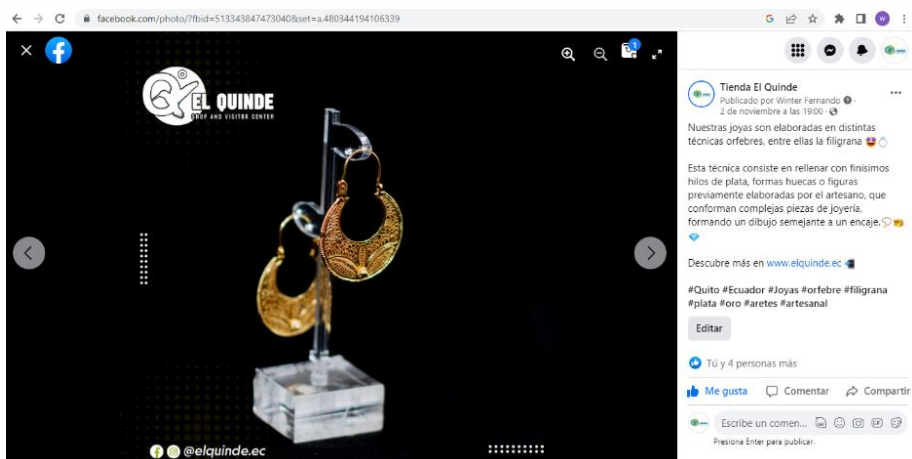 facebook.com/photo/?fbid=513343847473040&set=a.480344194106339
EL QUINDE
SHOP AND VISITOR CENTER
@elquinde.ec
1
Tienda El Quinde
Publicado por Winter Fernando ·
2 de noviembre a las 19:00 ·
Nuestras joyas son elaboradas en distintas
técnicas orfebres, entre ellas la filigrana 🤩💍
Esta técnica consiste en rellenar con finísimos
hilos de plata, formas huecas o figuras
previamente elaboradas por el artesano, que
conforman complejas piezas de joyería,
formando un dibujo semejante a un encaje.
💎
Descubre más en www.elquinde.ec 📲
#Quito #Ecuador #Joyas #orfebre #filigrana
#plata #oro #aretes #artesanal
Editar
Tú y 4 personas más
Me gusta Comentar Compartir
Escribe un comen... GIF
Presiona Enter para publicar.